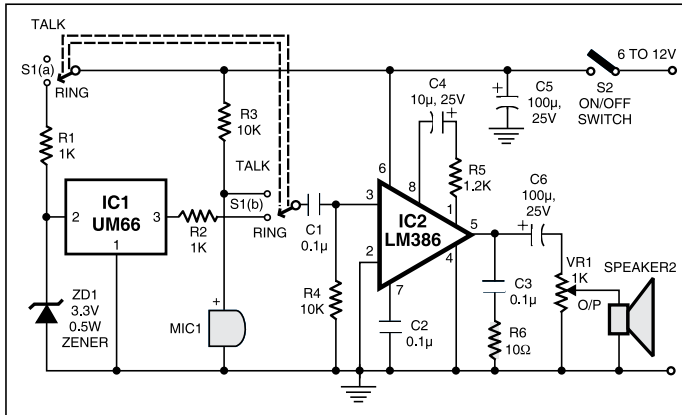 TALK
S1(a)
RING
R1
1K
IC1
UM66
2
3
1
ZD1
3.3V
0.5W
ZENER
R2
1K
R3
10K
TALK
S1(b)
RING
+
MIC1
C1
0.1µ
R4
10K
C4
10µ, 25V
+
R5
1.2K
6
8
3
1
IC2
LM386
5
2
4
7
C2
0.1µ
C5
100µ,
25V
+
S2
ON/OFF
SWITCH
6 TO 12V
C6
100µ,
25V
+
C3
0.1µ
R6
10Ω
VR1
1K
O/P
SPEAKER2